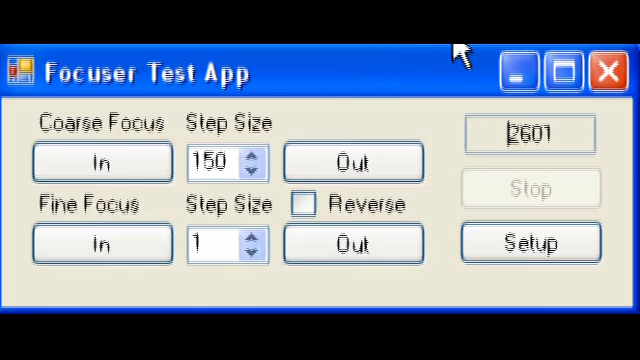 Focuser Test App
Coarse Focus Step Size
In 150 Out 2601
Stop
Fine Focus Step Size Reverse
In 1 Out Setup